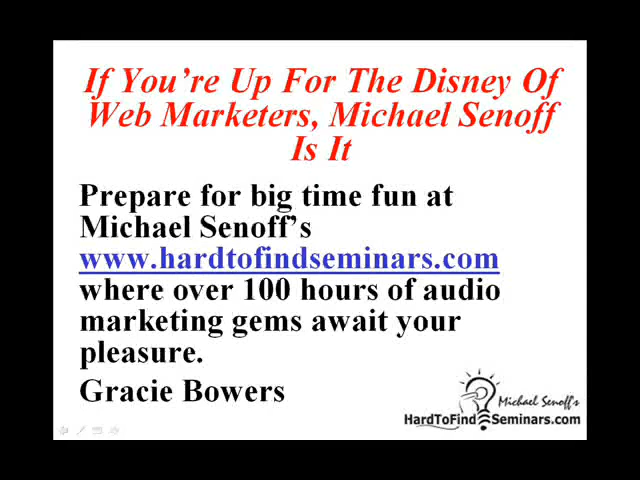 If You're Up For The Disney Of
Web Marketers, Michael Senoff
Is It
Prepare for big time fun at
Michael Senoff's
www.hardtofindseminars.com
where over 100 hours of audio
marketing gems await your
pleasure.
Gracie Bowers
Michael Senoff's
HardToFindSeminars.com